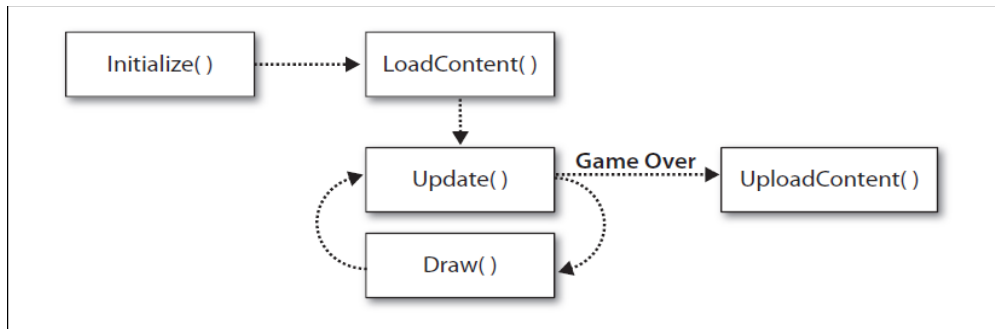 Initialize( )
LoadContent( )
Update( )
Game Over
UploadContent( )
Draw( )